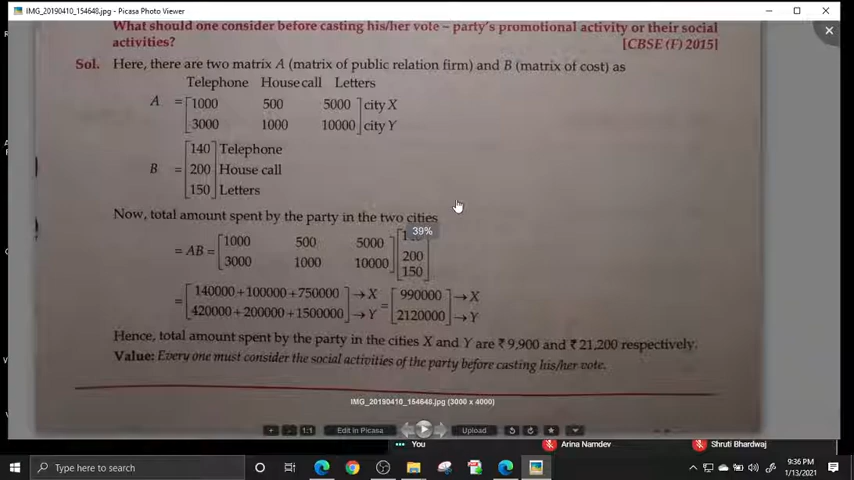 IMG_20190410_154648.jpg - Picasa Photo Viewer
What should one consider before casting his/her vote – party's promotional activity or their social
activities? [CBSE (F) 2015]
Sol. Here, there are two matrix A (matrix of public relation firm) and B (matrix of cost) as
Telephone House call Letters
A = [1000 500 5000] city X
3000 1000 10000 city Y
140 Telephone
B = 200 House call
150 Letters
Now, total amount spent by the party in the two cities
39%
= AB = [1000 500 5000]
3000 1000 10000 200
150
= [140000+100000+750000] → X = [990000] → X
420000+200000+1500000 → Y 2120000 → Y
Hence, total amount spent by the party in the cities X and Y are ₹ 9,900 and ₹ 21,200 respectively.
Value: Every one must consider the social activities of the party before casting his/her vote.
IMG_20190410_154648.jpg (3000 x 4000)
1:1 Edit in Picasa Upload
You Arina Namdev Shruti Bhardwaj
Type here to search
9:36 PM
1/13/2021